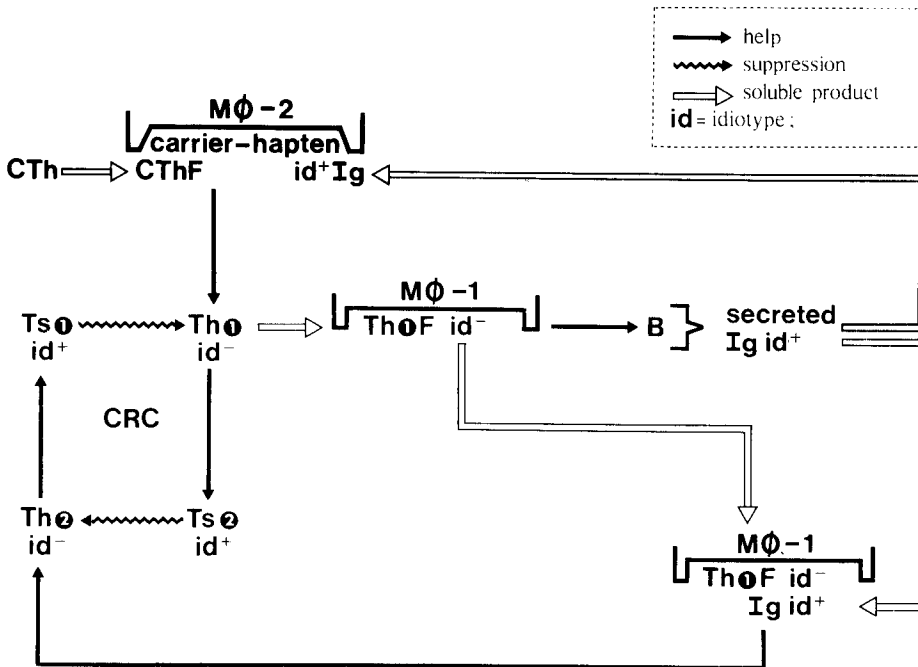 help
suppression
soluble product
id = idiotype ;
MΦ-2
carrier-hapten
CTh CThF id⁺Ig
MΦ-1
Th❶F id⁻
Ts❶ Th❶ B secreted
id⁺ id⁻ Ig id⁺
CRC
Th❷ Ts❷
id⁻ id⁺
MΦ-1
Th❶F id⁻
Ig id⁺